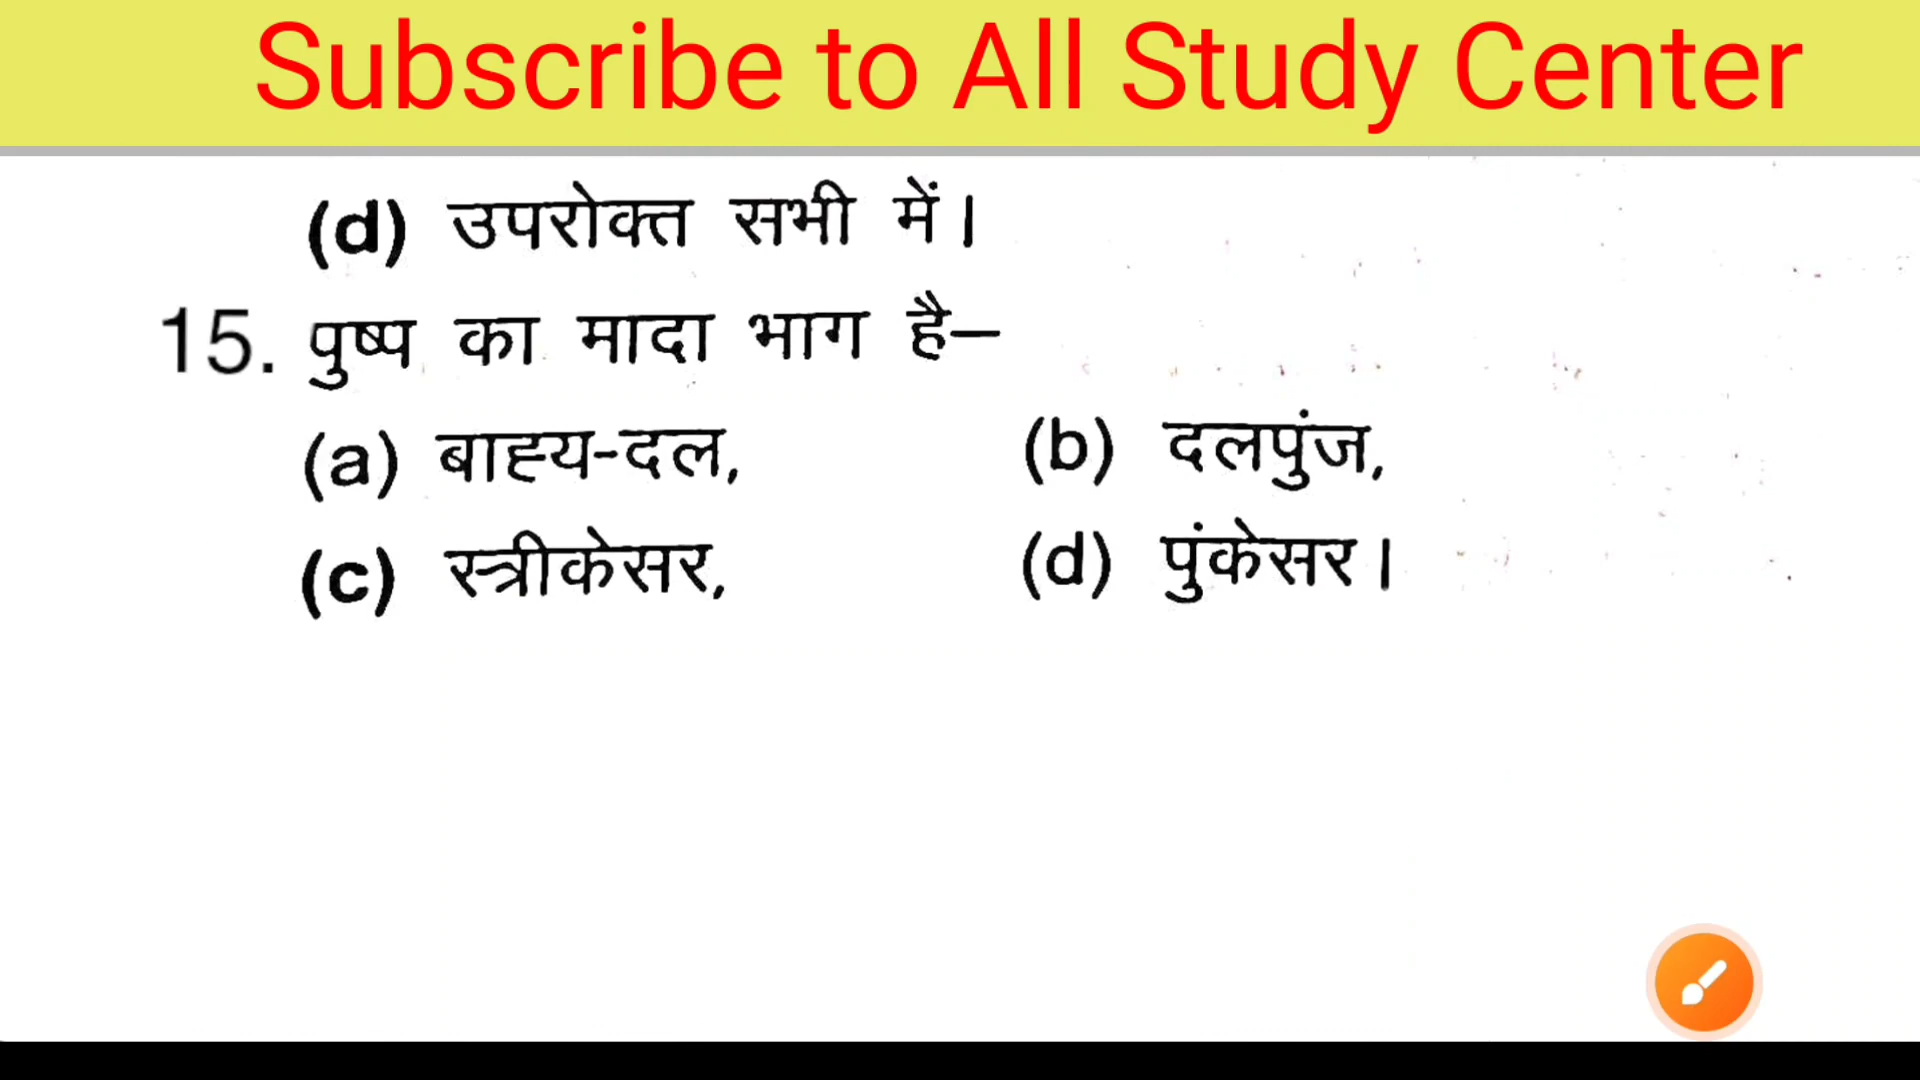 Subscribe to All Study Center
(d) उपरोक्त सभी में।
15. पुष्प का मादा भाग है—
(a) बाह्य-दल, (b) दलपुंज,
(c) स्त्रीकेसर, (d) पुंकेसर।